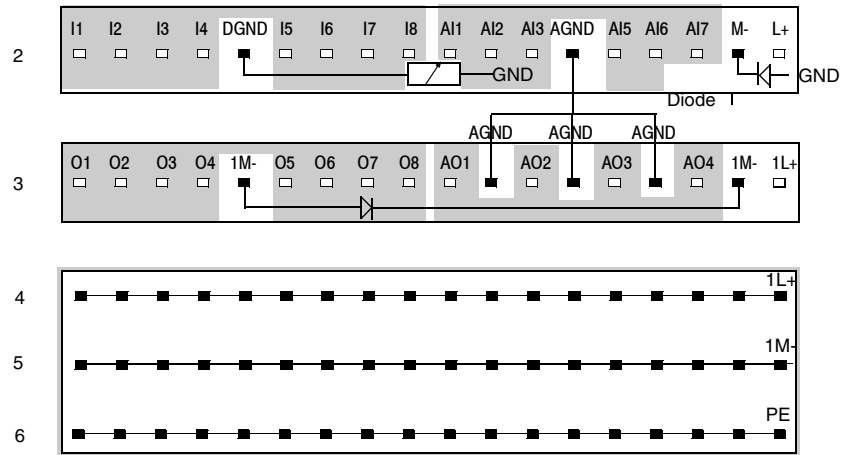 I1 I2 I3 I4 DGND I5 I6 I7 I8 AI1 AI2 AI3 AGND AI5 AI6 AI7 M- L+
2
GND GND
Diode
AGND AGND AGND
O1 O2 O3 O4 1M- O5 O6 O7 O8 AO1 AO2 AO3 AO4 1M- 1L+
3
1L+
4
1M-
5
PE
6